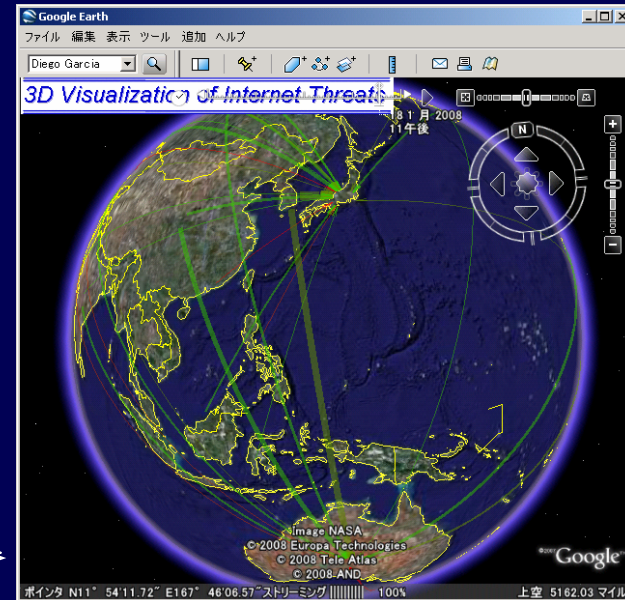 Google Earth
ファイル 編集 表示 ツール 追加 ヘルプ
Diego Garcia
3D Visualization of Internet Threats
18 1 月 2008
11午後
N
Image NASA
© 2008 Europa Technologies
© 2008 Tele Atlas
© 2008 AND
©2007 Google
ポインタ N11° 54'11.72" E167° 46'06.57" ストリーミング 100% 上空 5162.03 マイル